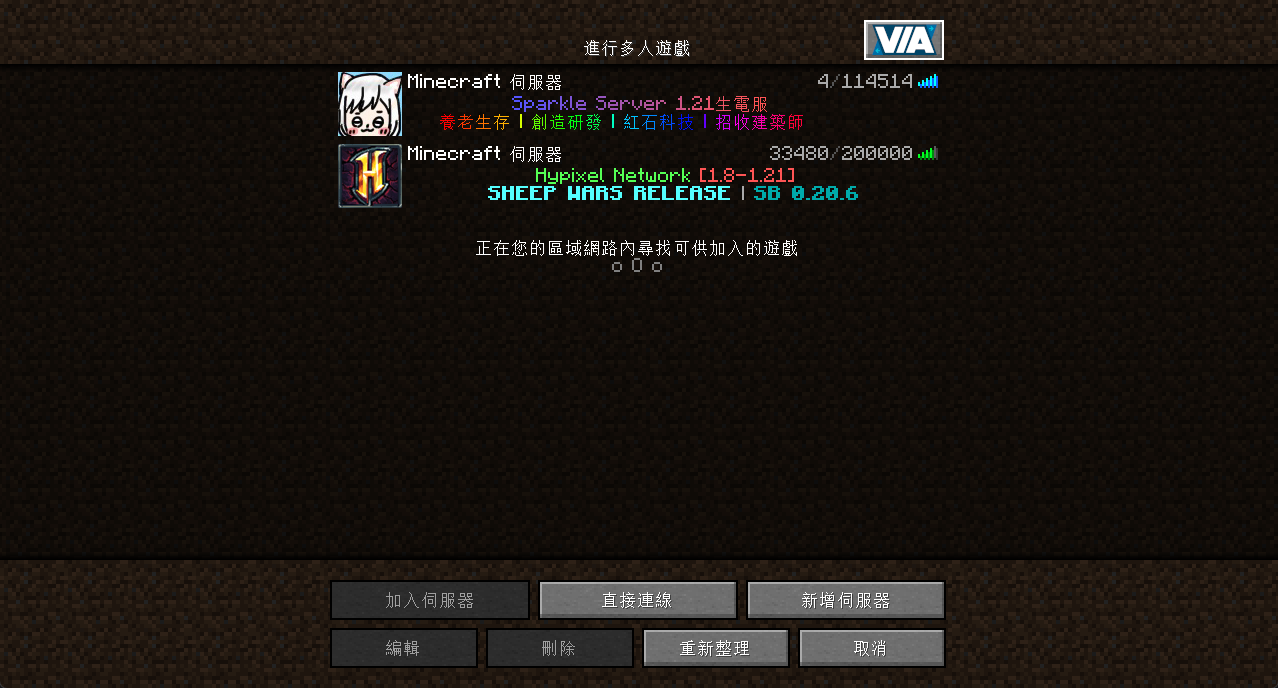 進行多人遊戲
VIA
Minecraft 伺服器 4/114514
Sparkle Server 1.21生電服
養老生存 | 創造研發 | 紅石科技 | 招收建築師
Minecraft 伺服器 33480/200000
H
Hypixel Network [1.8-1.21]
SHEEP WARS RELEASE | SB 0.20.6
正在您的區域網路內尋找可供加入的遊戲
o O o
加入伺服器 直接連線 新增伺服器
編輯 刪除 重新整理 取消